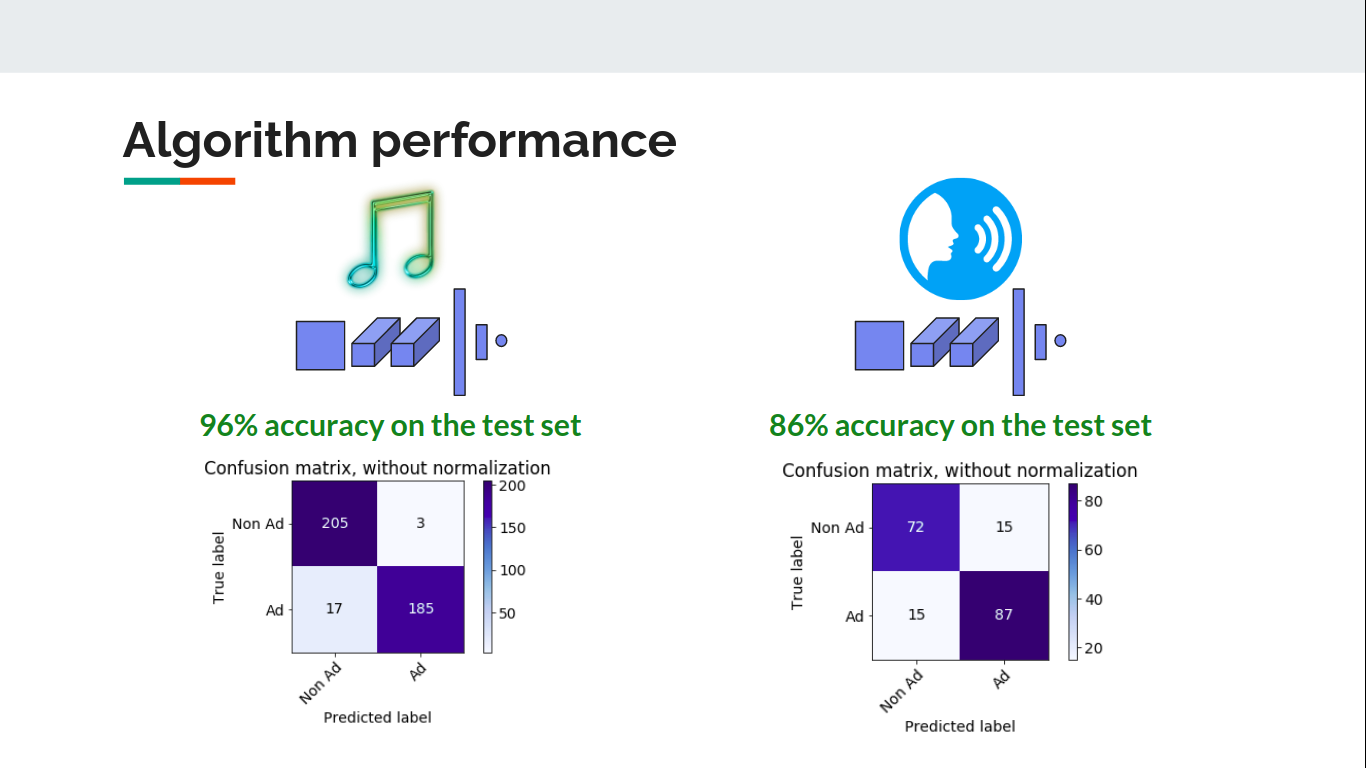 Algorithm performance
96% accuracy on the test set
Confusion matrix, without normalization
True label
Non Ad
Ad
205
3
17
185
Non Ad
Ad
Predicted label
200
150
100
50
86% accuracy on the test set
Confusion matrix, without normalization
True label
Non Ad
Ad
72
15
15
87
Non Ad
Ad
Predicted label
80
60
40
20